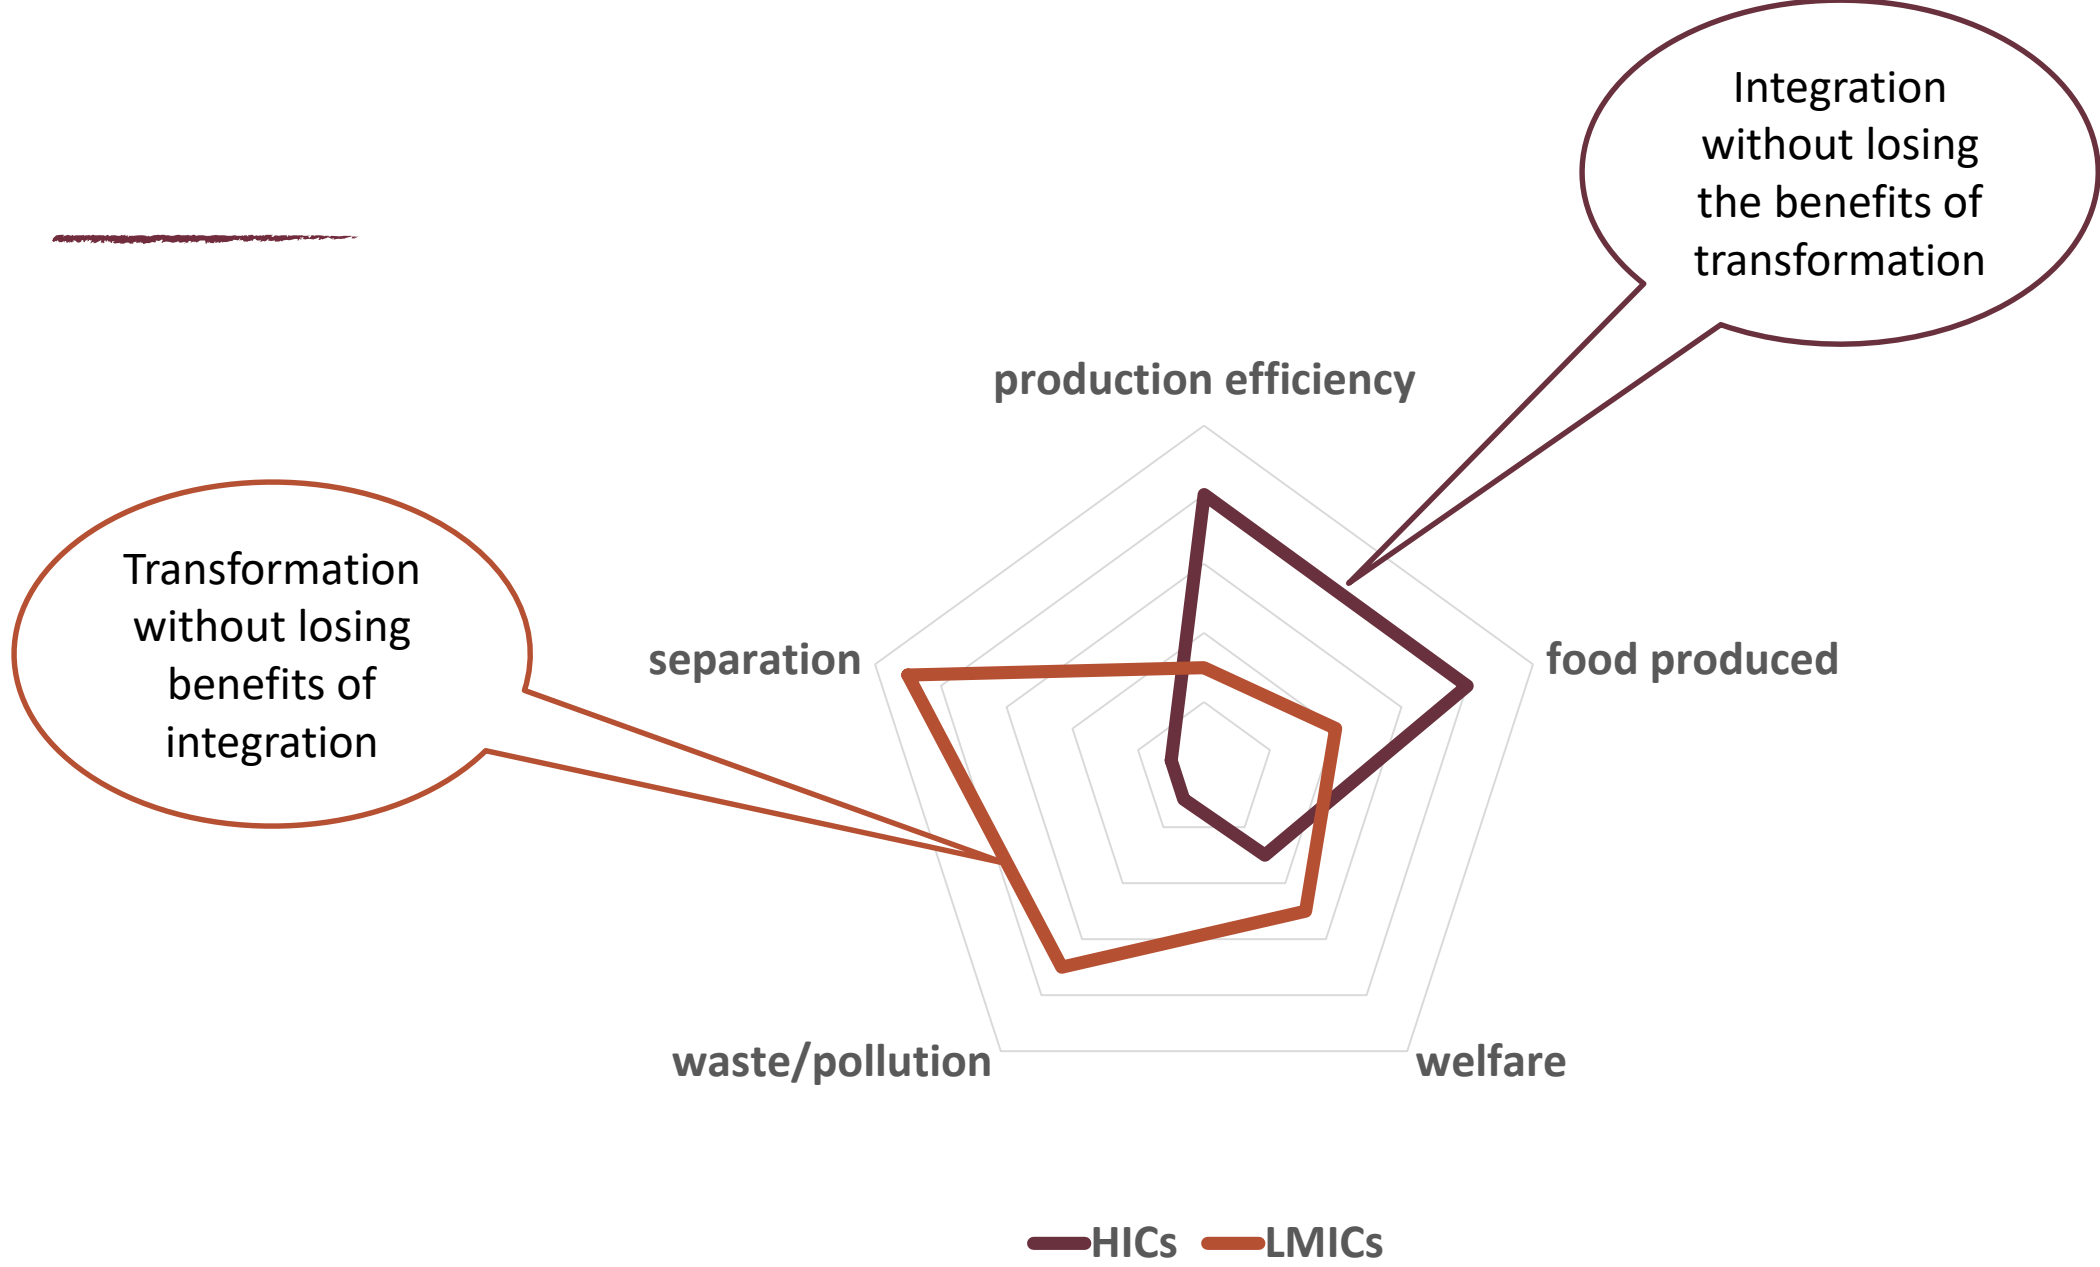 Integration
without losing
the benefits of
transformation
production efficiency
Transformation
without losing
benefits of
integration
separation
food produced
waste/pollution
welfare
HICs
LMICs